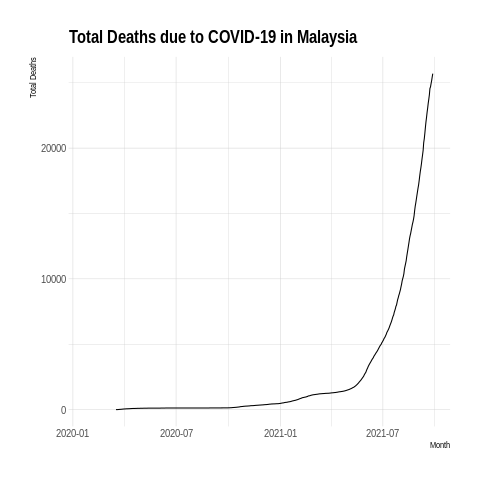 Total Deaths due to COVID-19 in Malaysia
Total Deaths
20000
10000
0
2020-01 2020-07 2021-01 2021-07
Month